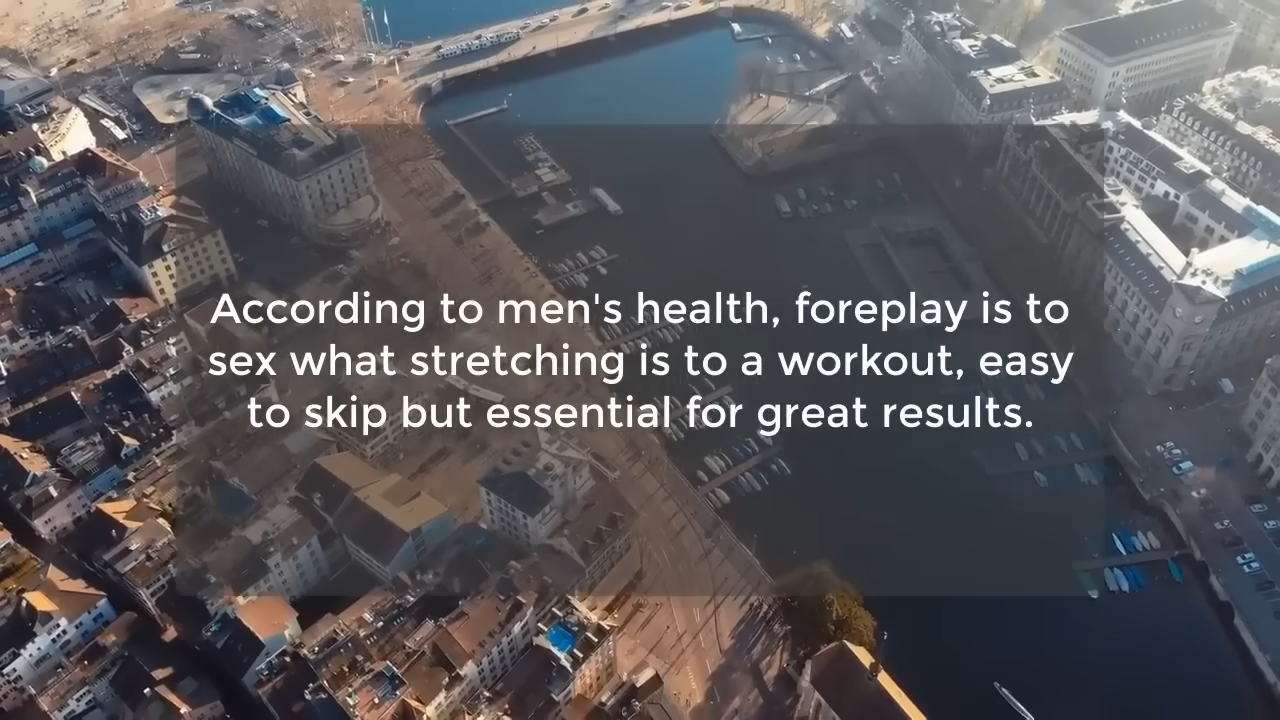 According to men's health, foreplay is to
sex what stretching is to a workout, easy
to skip but essential for great results.